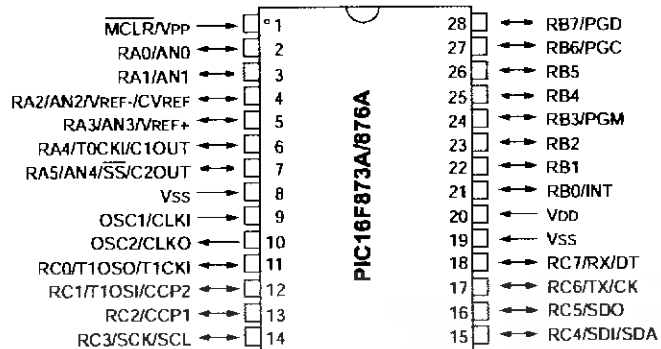 MCLR/VPP 1 28 RB7/PGD
RA0/AN0 2 27 RB6/PGC
RA1/AN1 3 26 RB5
RA2/AN2/VREF-/CVREF 4 25 RB4
RA3/AN3/VREF+ 5 24 RB3/PGM
RA4/T0CKI/C1OUT 6 23 RB2
RA5/AN4/SS/C2OUT 7 22 RB1
VSS 8 21 RB0/INT
OSC1/CLKI 9 20 VDD
OSC2/CLKO 10 19 VSS
RC0/T1OSO/T1CKI 11 18 RC7/RX/DT
RC1/T1OSI/CCP2 12 17 RC6/TX/CK
RC2/CCP1 13 16 RC5/SDO
RC3/SCK/SCL 14 15 RC4/SDI/SDA
PIC16F873A/876A